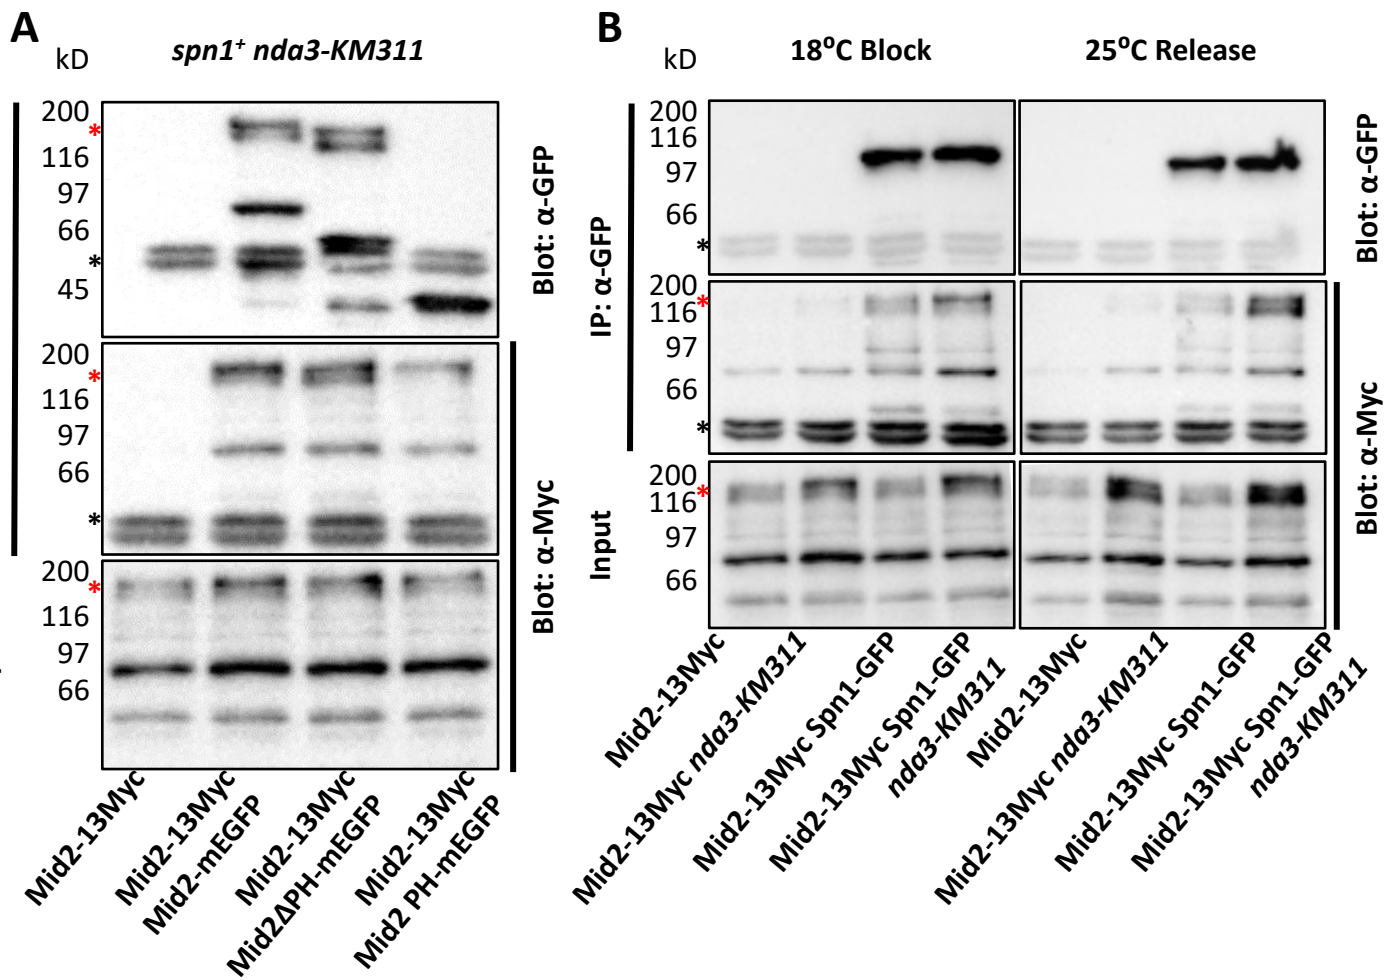 A
kD
spn1⁺ nda3-KM311
200
*
116
97
66
*
45
Blot: α-GFP
200
*
116
97
66
*
200
*
116
97
66
Blot: α-Myc
Mid2-13Myc
Mid2-13Myc
Mid2-mEGFP
Mid2-13Myc
Mid2ΔPH-mEGFP
Mid2-13Myc
Mid2 PH-mEGFP
B
kD
18⁰C Block
25⁰C Release
IP: α-GFP
200
116
97
66
*
Blot: α-GFP
200
*
116
97
66
*
Input
200
*
116
97
66
Blot: α-Myc
Mid2-13Myc
Mid2-13Myc nda3-KM311
Mid2-13Myc Spn1-GFP
Mid2-13Myc Spn1-GFP
nda3-KM311
Mid2-13Myc
Mid2-13Myc nda3-KM311
Mid2-13Myc Spn1-GFP
Mid2-13Myc Spn1-GFP
nda3-KM311